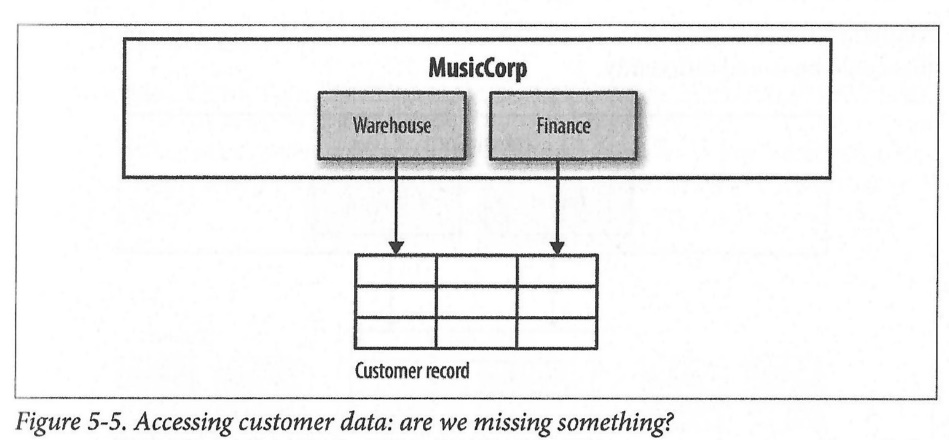 MusicCorp
Warehouse
Finance
Customer record
Figure 5-5. Accessing customer data: are we missing something?